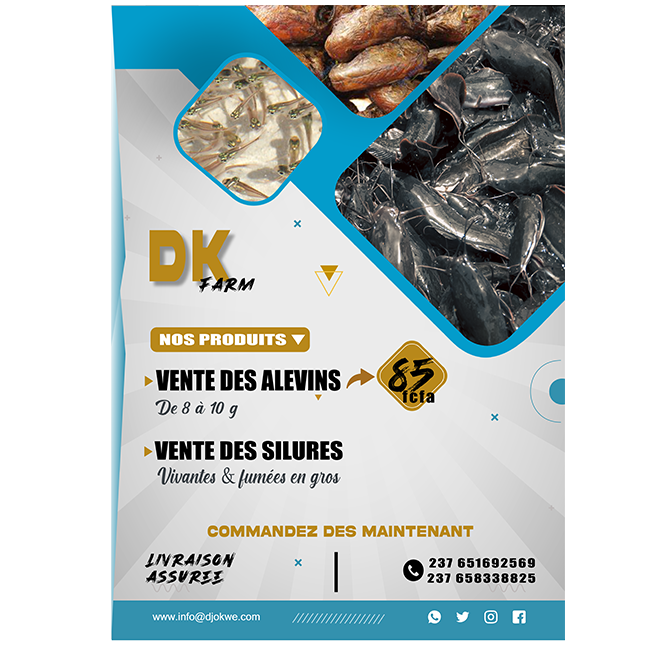 DK
FARM
NOS PRODUITS
VENTE DES ALEVINS
85
fcfa
De 8 à 10 g
VENTE DES SILURES
Vivantes & fumées en gros
COMMANDEZ DES MAINTENANT
LIVRAISON
ASSUREE
237 651692569
237 658338825
www.info@djokwe.com